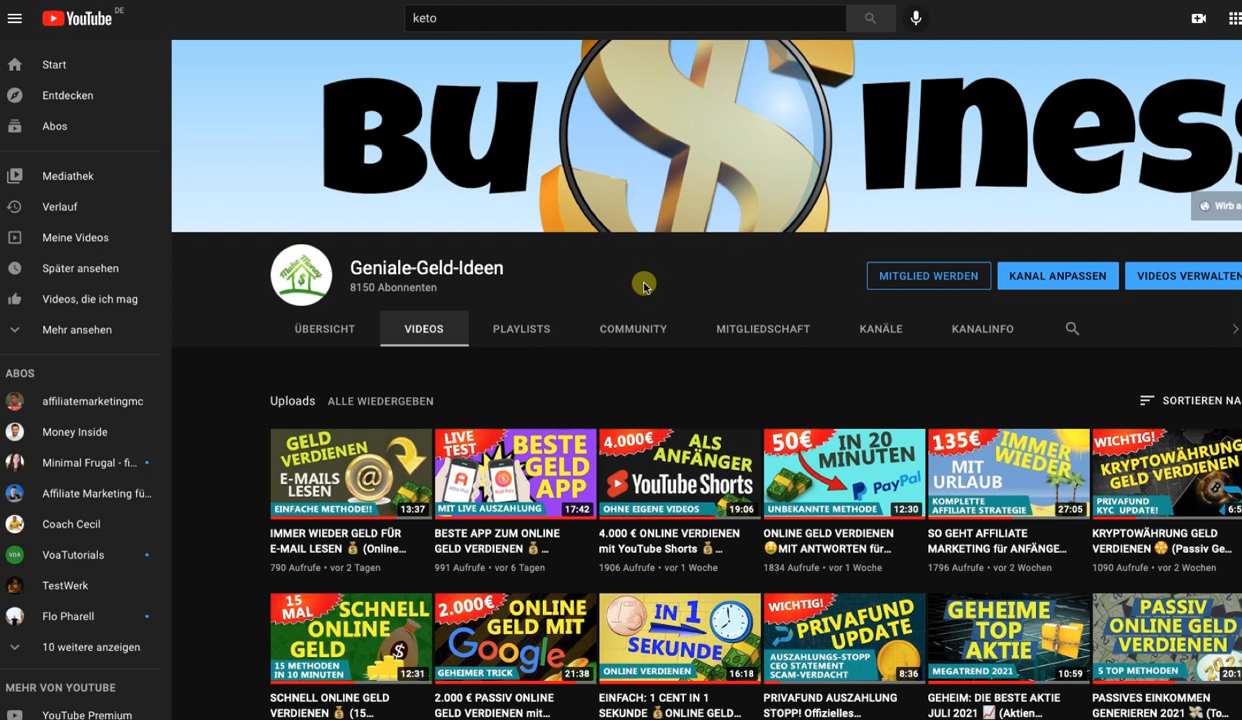 YouTube DE
keto
Start
Entdecken
Abos
Mediathek
Verlauf
Meine Videos
Später ansehen
Videos, die ich mag
Mehr ansehen
ABOS
affiliatemarketingmc
Money Inside
Minimal Frugal - fi...
Affiliate Marketing fü...
Coach Cecil
VOA
VoaTutorials
TestWerk
Flo Pharell
10 weitere anzeigen
MEHR VON YOUTUBE
YouTube Premium
Bu$iness
Wirb a
Make Money
Geniale-Geld-Ideen
8150 Abonnenten
MITGLIED WERDEN
KANAL ANPASSEN
VIDEOS VERWALTEN
ÜBERSICHT
VIDEOS
PLAYLISTS
COMMUNITY
MITGLIEDSCHAFT
KANÄLE
KANALINFO
Uploads
ALLE WIEDERGEBEN
SORTIEREN NA
GELD
VERDIENEN
E-MAILS
LESEN
EINFACHE METHODE!!
13:37
IMMER WIEDER GELD FÜR
E-MAIL LESEN 💰 (Online...
790 Aufrufe • vor 2 Tagen
LIVE
TEST
BESTE
GELD
APP
MIT LIVE AUSZAHLUNG
17:42
BESTE APP ZUM ONLINE
GELD VERDIENEN 💰 ...
991 Aufrufe • vor 6 Tagen
4.000€
ALS
ANFÄNGER
YouTube Shorts
OHNE EIGENE VIDEOS
19:06
4.000 € ONLINE VERDIENEN
mit YouTube Shorts 💰 ...
1906 Aufrufe • vor 1 Woche
50€
IN 20
MINUTEN
PayPal
UNBEKANNTE METHODE
12:30
ONLINE GELD VERDIENEN
🤑MIT ANTWORTEN für...
1834 Aufrufe • vor 1 Woche
135€
IMMER
WIEDER
MIT
URLAUB
KOMPLETTE
AFFILIATE STRATEGIE
27:05
SO GEHT AFFILIATE
MARKETING für ANFÄNGE...
1796 Aufrufe • vor 2 Wochen
WICHTIG!
KRYPTOWÄHRUNG
GELD VERDIENEN
PRIVAFUND
KYC UPDATE!
6:5
KRYPTOWÄHRUNG GELD
VERDIENEN (Passiv Ge...
1090 Aufrufe • vor 2 Wochen
15
MAL
SCHNELL
ONLINE
GELD
15 METHODEN
IN 10 MINUTEN
12:31
SCHNELL ONLINE GELD
VERDIENEN 💰 (15...
2.000€
ONLINE
GELD MIT
Google
GEHEIMER TRICK
21:38
2.000 € PASSIV ONLINE
GELD VERDIENEN mit...
IN 1
SEKUNDE
ONLINE VERDIENEN
16:18
EINFACH: 1 CENT IN 1
SEKUNDE 💰ONLINE GELD...
WICHTIG!
PRIVAFUND
UPDATE
AUSZAHLUNGS-STOPP
CEO STATEMENT
SCAM-VERDACHT
8:36
PRIVAFUND AUSZAHLUNG
STOPP! Offizielles...
GEHEIME
TOP
AKTIE
MEGATREND 2021
10:59
GEHEIM: DIE BESTE AKTIE
JULI 2021 📈 (Aktien...
PASSIV
ONLINE GELD
VERDIENEN
5 TOP METHODEN
20:1
PASSIVES EINKOMMEN
GENERIEREN 2021 💸 (To...